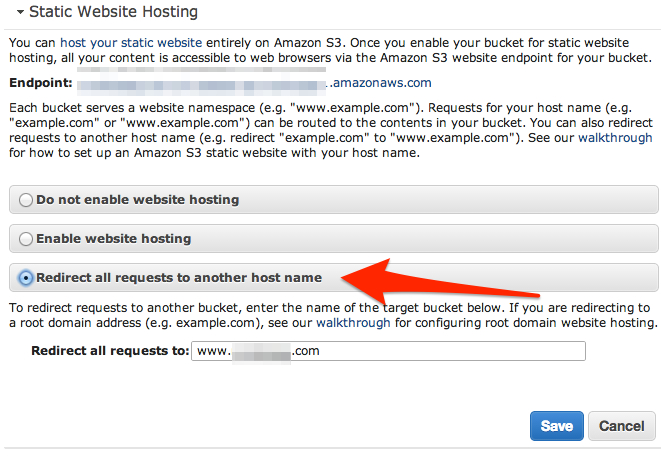 Static Website Hosting
You can host your static website entirely on Amazon S3. Once you enable your bucket for static website
hosting, all your content is accessible to web browsers via the Amazon S3 website endpoint for your bucket.
Endpoint: .amazonaws.com
Each bucket serves a website namespace (e.g. "www.example.com"). Requests for your host name (e.g.
"example.com" or "www.example.com") can be routed to the contents in your bucket. You can also redirect
requests to another host name (e.g. redirect "example.com" to "www.example.com"). See our walkthrough
for how to set up an Amazon S3 static website with your host name.
Do not enable website hosting
Enable website hosting
Redirect all requests to another host name
To redirect requests to another bucket, enter the name of the target bucket below. If you are redirecting to
a root domain address (e.g. example.com), see our walkthrough for configuring root domain website hosting.
Redirect all requests to: www. .com
Save Cancel